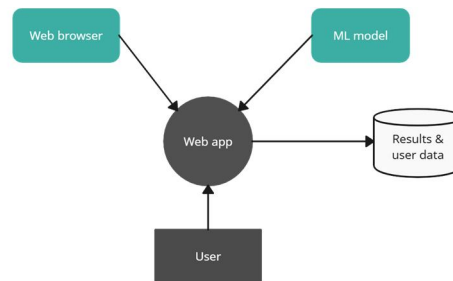 Web browser
ML model
Web app
Results &
user data
User